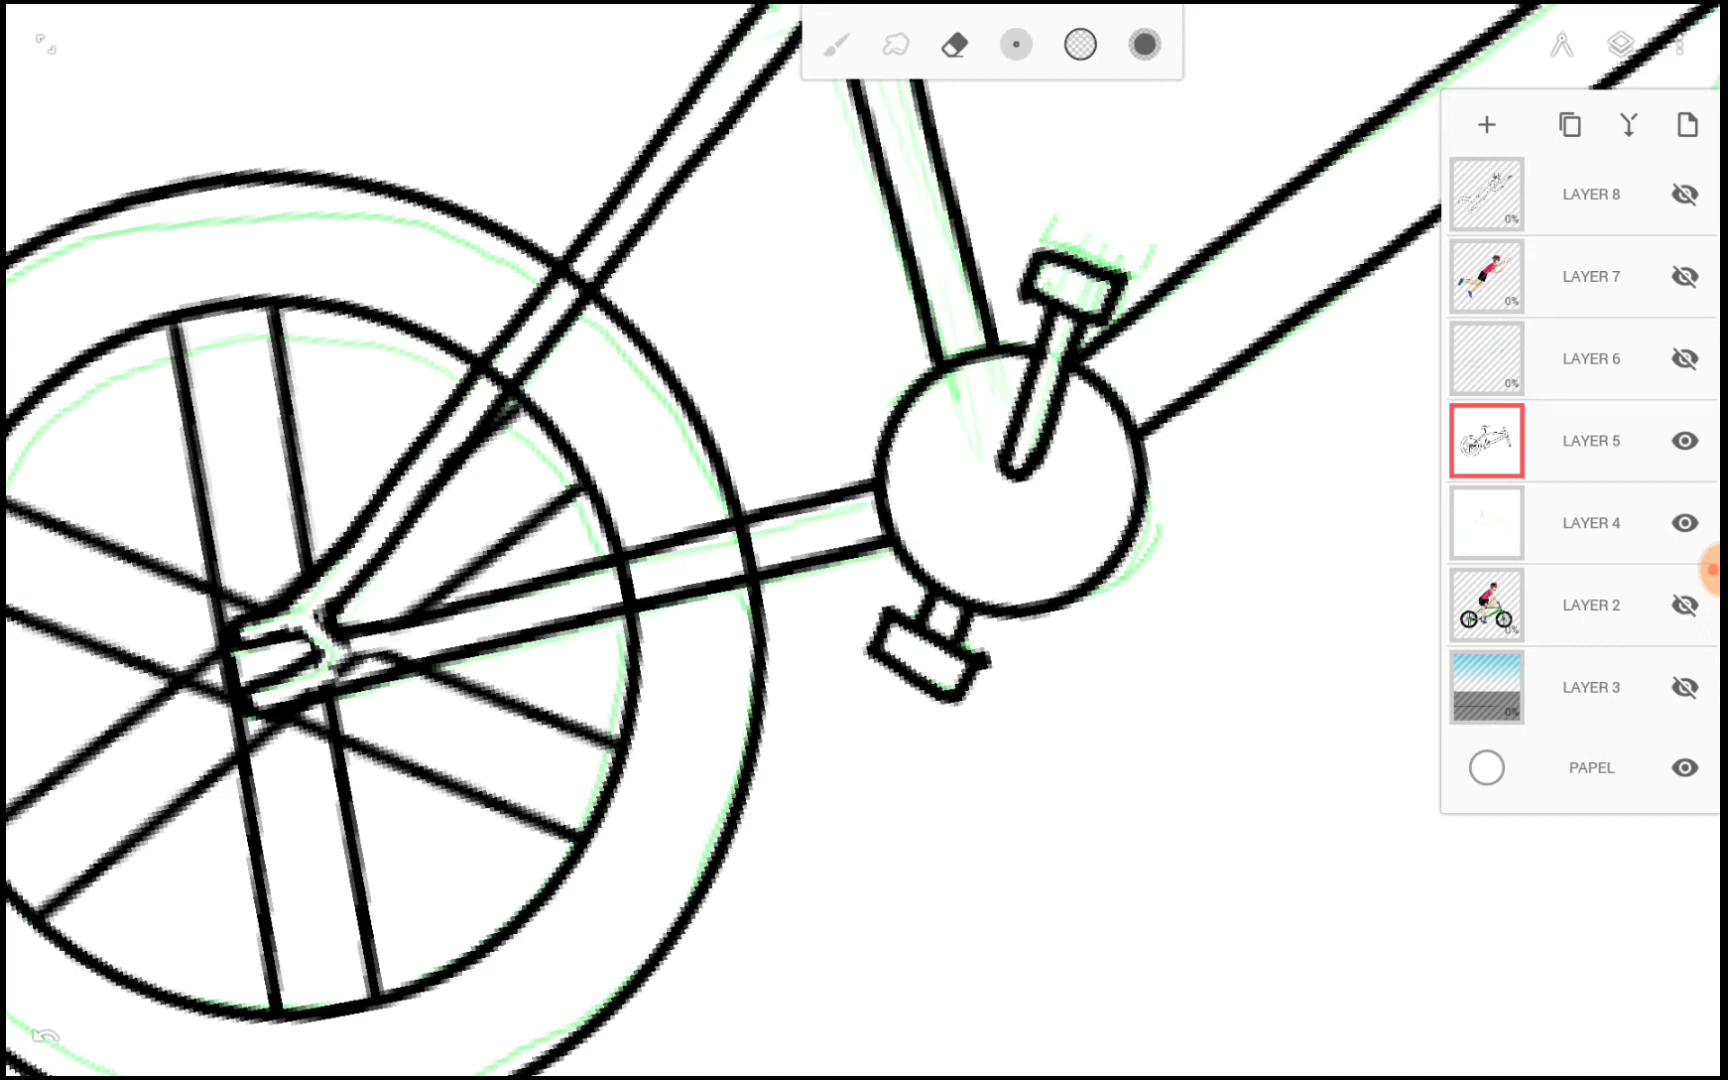 LAYER 8
0%
LAYER 7
0%
LAYER 6
0%
LAYER 5
LAYER 4
LAYER 2
0%
LAYER 3
0%
PAPEL